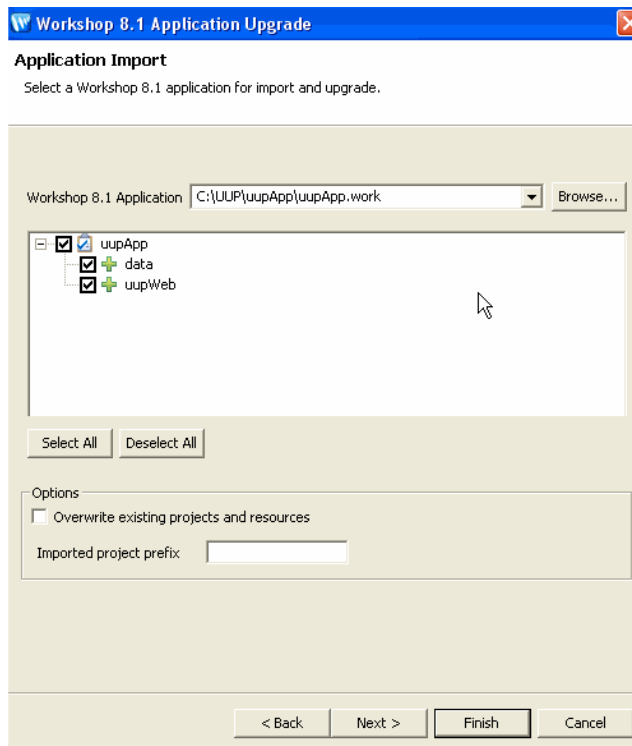 Workshop 8.1 Application Upgrade
Application Import
Select a Workshop 8.1 application for import and upgrade.
Workshop 8.1 Application C:\UUP\uupApp\uupApp.work Browse...
uupApp
data
uupWeb
Select All Deselect All
Options
Overwrite existing projects and resources
Imported project prefix
< Back Next > Finish Cancel